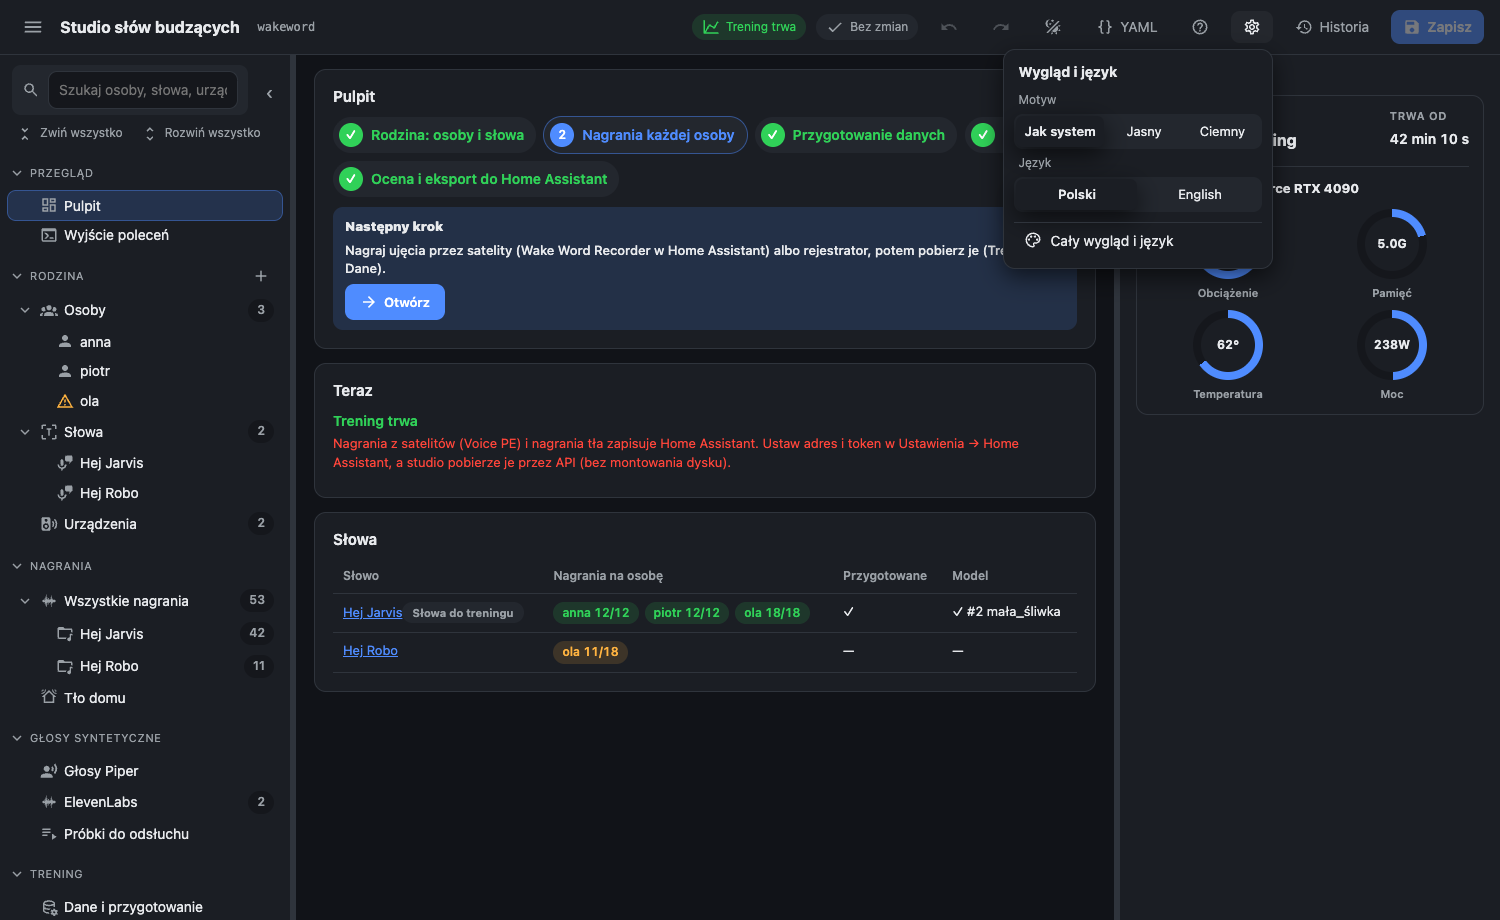 Studio słów budzących
wakeword
Trening trwa
Bez zmian
YAML
Historia
Zapisz
Szukaj osoby, słowa, urząc
Zwiń wszystko
Rozwiń wszystko
PRZEGLĄD
Pulpit
Wyjście poleceń
RODZINA
Osoby 3
anna
piotr
ola
Słowa 2
Hej Jarvis
Hej Robo
Urządzenia 2
NAGRANIA
Wszystkie nagrania 53
Hej Jarvis 42
Hej Robo 11
Tło domu
GŁOSY SYNTETYCZNE
Głosy Piper
ElevenLabs 2
Próbki do odsłuchu
TRENING
Dane i przygotowanie
Pulpit
Rodzina: osoby i słowa
2 Nagrania każdej osoby
Przygotowanie danych
Ocena i eksport do Home Assistant
Następny krok
Nagraj ujęcia przez satelity (Wake Word Recorder w Home Assistant) albo rejestrator, potem pobierz je (Tre
Dane).
Otwórz
Teraz
Trening trwa
Nagrania z satelitów (Voice PE) i nagrania tła zapisuje Home Assistant. Ustaw adres i token w Ustawienia → Home
Assistant, a studio pobierze je przez API (bez montowania dysku).
Słowa
Słowo Nagrania na osobę Przygotowane Model
Hej Jarvis Słowa do treningu anna 12/12 piotr 12/12 ola 18/18 ✓ ✓ #2 mała_śliwka
Hej Robo ola 11/18 — —
Wygląd i język
Motyw
Jak system Jasny Ciemny
Język
Polski English
Cały wygląd i język
TRWA OD
ing 42 min 10 s
rce RTX 4090
5.0G
Obciążenie Pamięć
62° 238W
Temperatura Moc